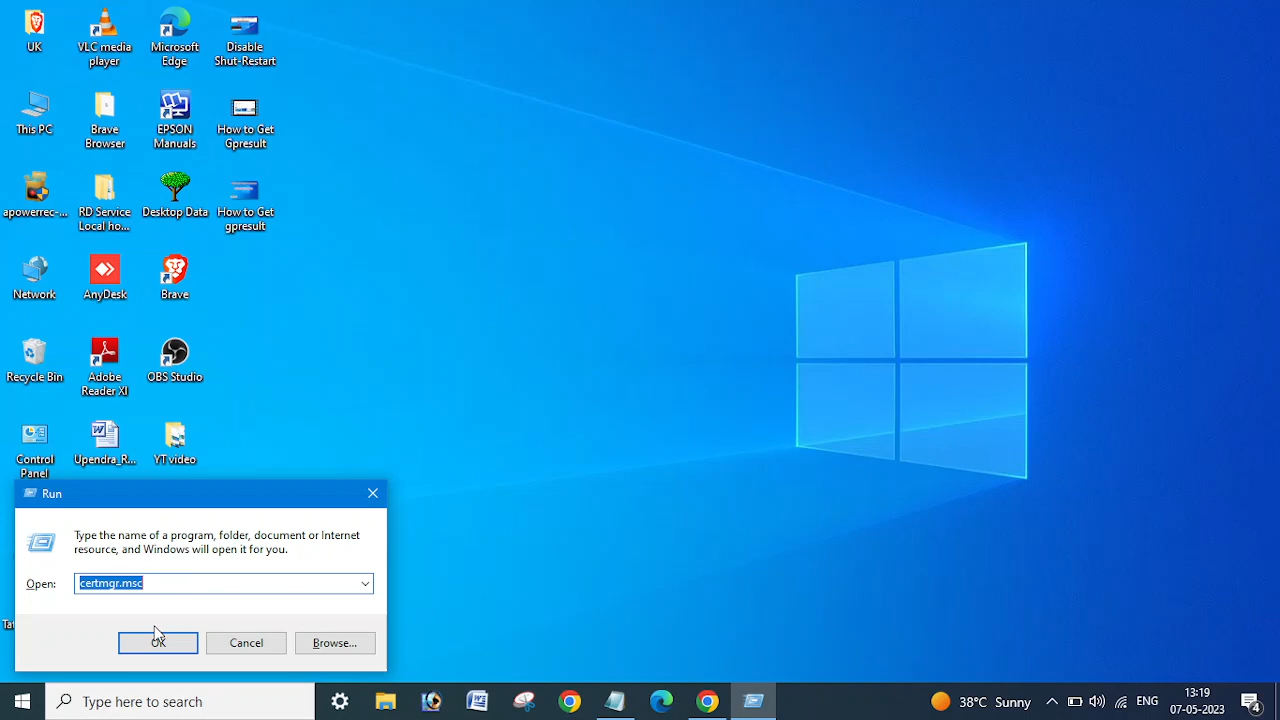 UK
VLC media
player
Microsoft
Edge
Disable
Shut-Restart
This PC
Brave
Browser
EPSON
Manuals
How to Get
Gpresult
apowerrec-...
RD Service
Local ho...
Desktop Data
How to Get
gpresult
Network
AnyDesk
Brave
Recycle Bin
Adobe
Reader XI
OBS Studio
Control
Panel
Upendra_R...
YT video
Run
Type the name of a program, folder, document or Internet
resource, and Windows will open it for you.
Open:
certmgr.msc
OK
Cancel
Browse...
Type here to search
38°C Sunny
ENG
13:19
07-05-2023
4